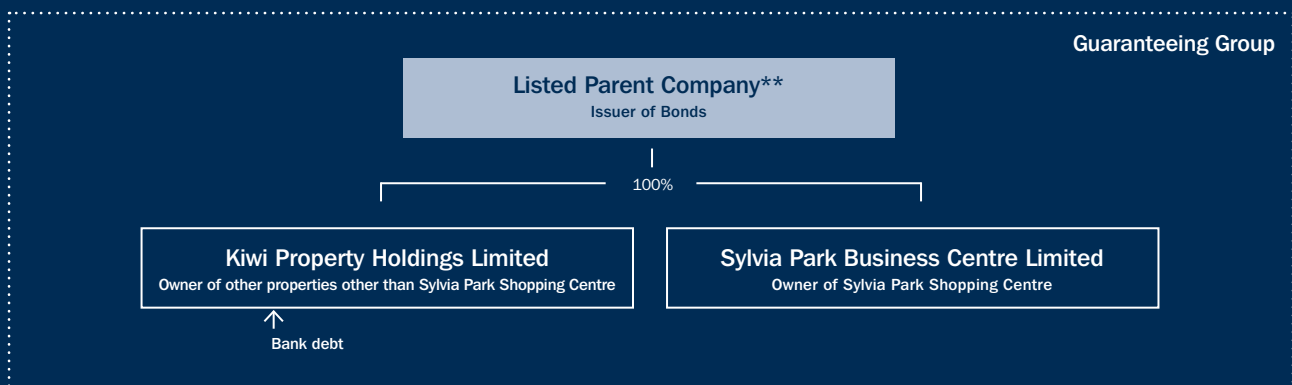 Guaranteeing Group
Listed Parent Company**
Issuer of Bonds
100%
Kiwi Property Holdings Limited
Owner of other properties other than Sylvia Park Shopping Centre
Sylvia Park Business Centre Limited
Owner of Sylvia Park Shopping Centre
Bank debt